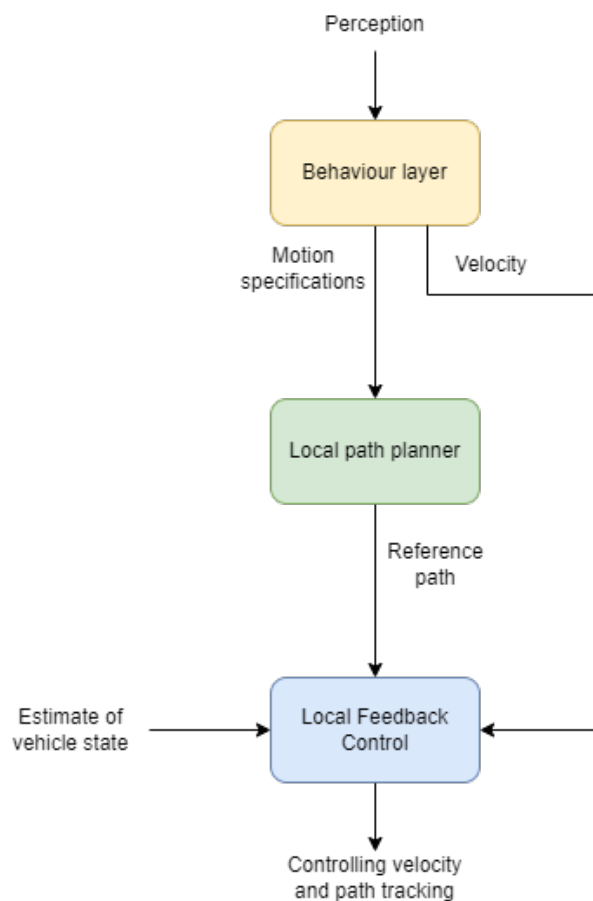 Perception
Behaviour layer
Motion
specifications
Velocity
Local path planner
Reference
path
Estimate of
vehicle state
Local Feedback
Control
Controlling velocity
and path tracking